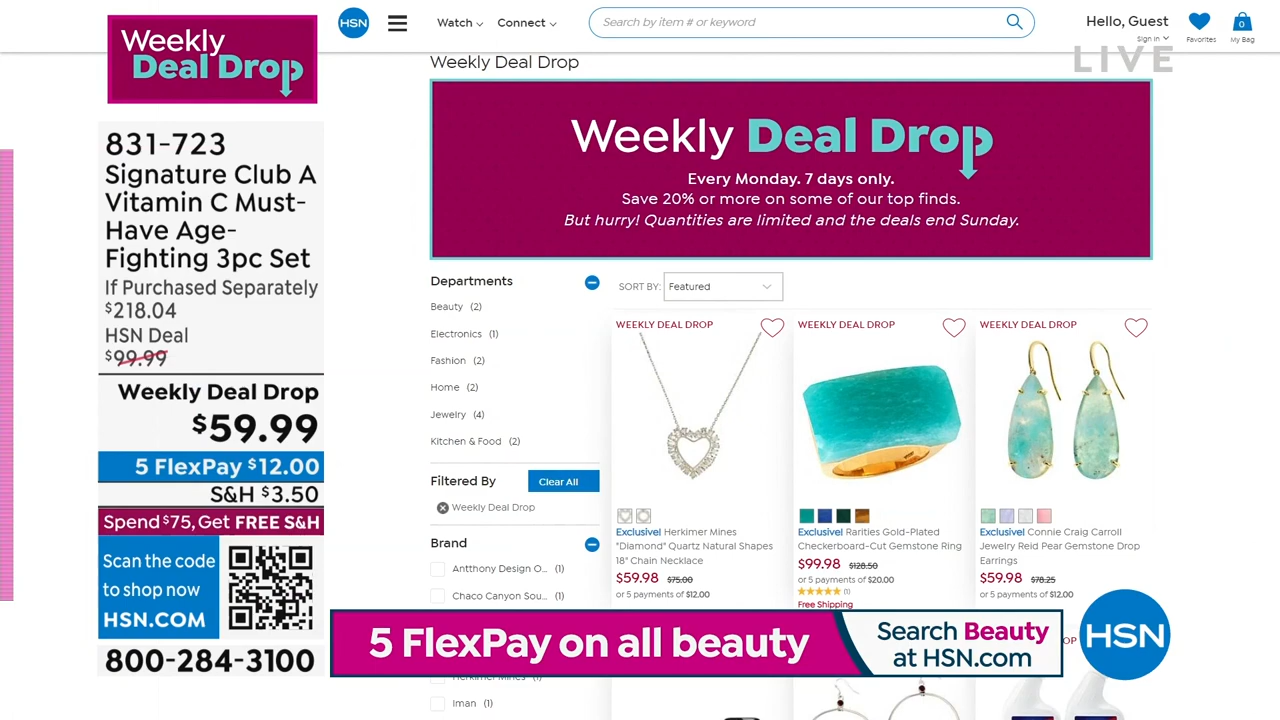 Weekly
Deal Drop
831-723
Signature Club A
Vitamin C Must-
Have Age-
Fighting 3pc Set
If Purchased Separately
$218.04
HSN Deal
$99.99
Weekly Deal Drop
$59.99
5 FlexPay $12.00
S&H $3.50
Spend $75, Get FREE S&H
Scan the code
to shop now
HSN.COM
800-284-3100
HSN
Watch
Connect
Search by item # or keyword
Hello, Guest
Sign In
Favorites
0
My Bag
LIVE
Weekly Deal Drop
Weekly Deal Drop
Every Monday. 7 days only.
Save 20% or more on some of our top finds.
But hurry! Quantities are limited and the deals end Sunday.
Departments
Beauty (2)
Electronics (1)
Fashion (2)
Home (2)
Jewelry (4)
Kitchen & Food (2)
Filtered By
Clear All
Weekly Deal Drop
Brand
Antthony Design O... (1)
Chaco Canyon Sou... (1)
Herkimer Mines (1)
Iman (1)
SORT BY: Featured
WEEKLY DEAL DROP
Exclusive! Herkimer Mines
"Diamond" Quartz Natural Shapes
18" Chain Necklace
$59.98 $75.00
or 5 payments of $12.00
WEEKLY DEAL DROP
Exclusive! Rarities Gold-Plated
Checkerboard-Cut Gemstone Ring
$99.98 $128.50
or 5 payments of $20.00
(1)
Free Shipping
WEEKLY DEAL DROP
Exclusive! Connie Craig Carroll
Jewelry Reid Pear Gemstone Drop
Earrings
$59.98 $78.25
or 5 payments of $12.00
OP
5 FlexPay on all beauty
Search Beauty
at HSN.com
HSN